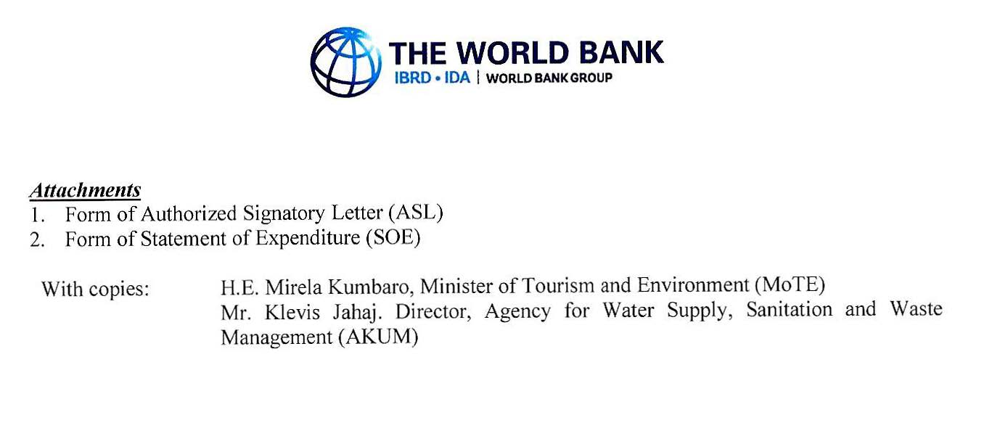 THE WORLD BANK
IBRD • IDA | WORLD BANK GROUP
Attachments
1. Form of Authorized Signatory Letter (ASL)
2. Form of Statement of Expenditure (SOE)
With copies: H.E. Mirela Kumbaro, Minister of Tourism and Environment (MoTE)
Mr. Klevis Jahaj. Director, Agency for Water Supply, Sanitation and Waste
Management (AKUM)